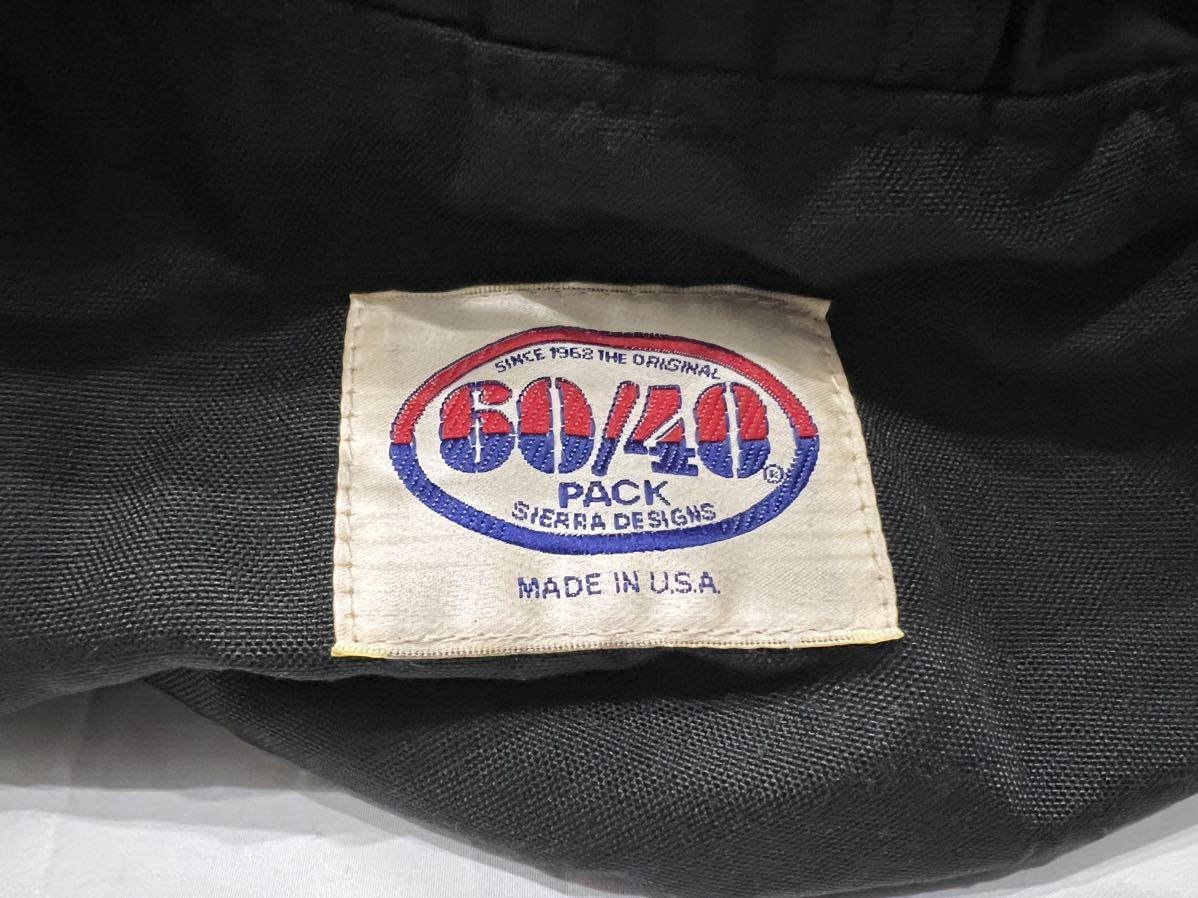 SINCE 1968 THE ORIGINAL
60/40®
PACK
SIERRA DESIGNS
MADE IN U.S.A.